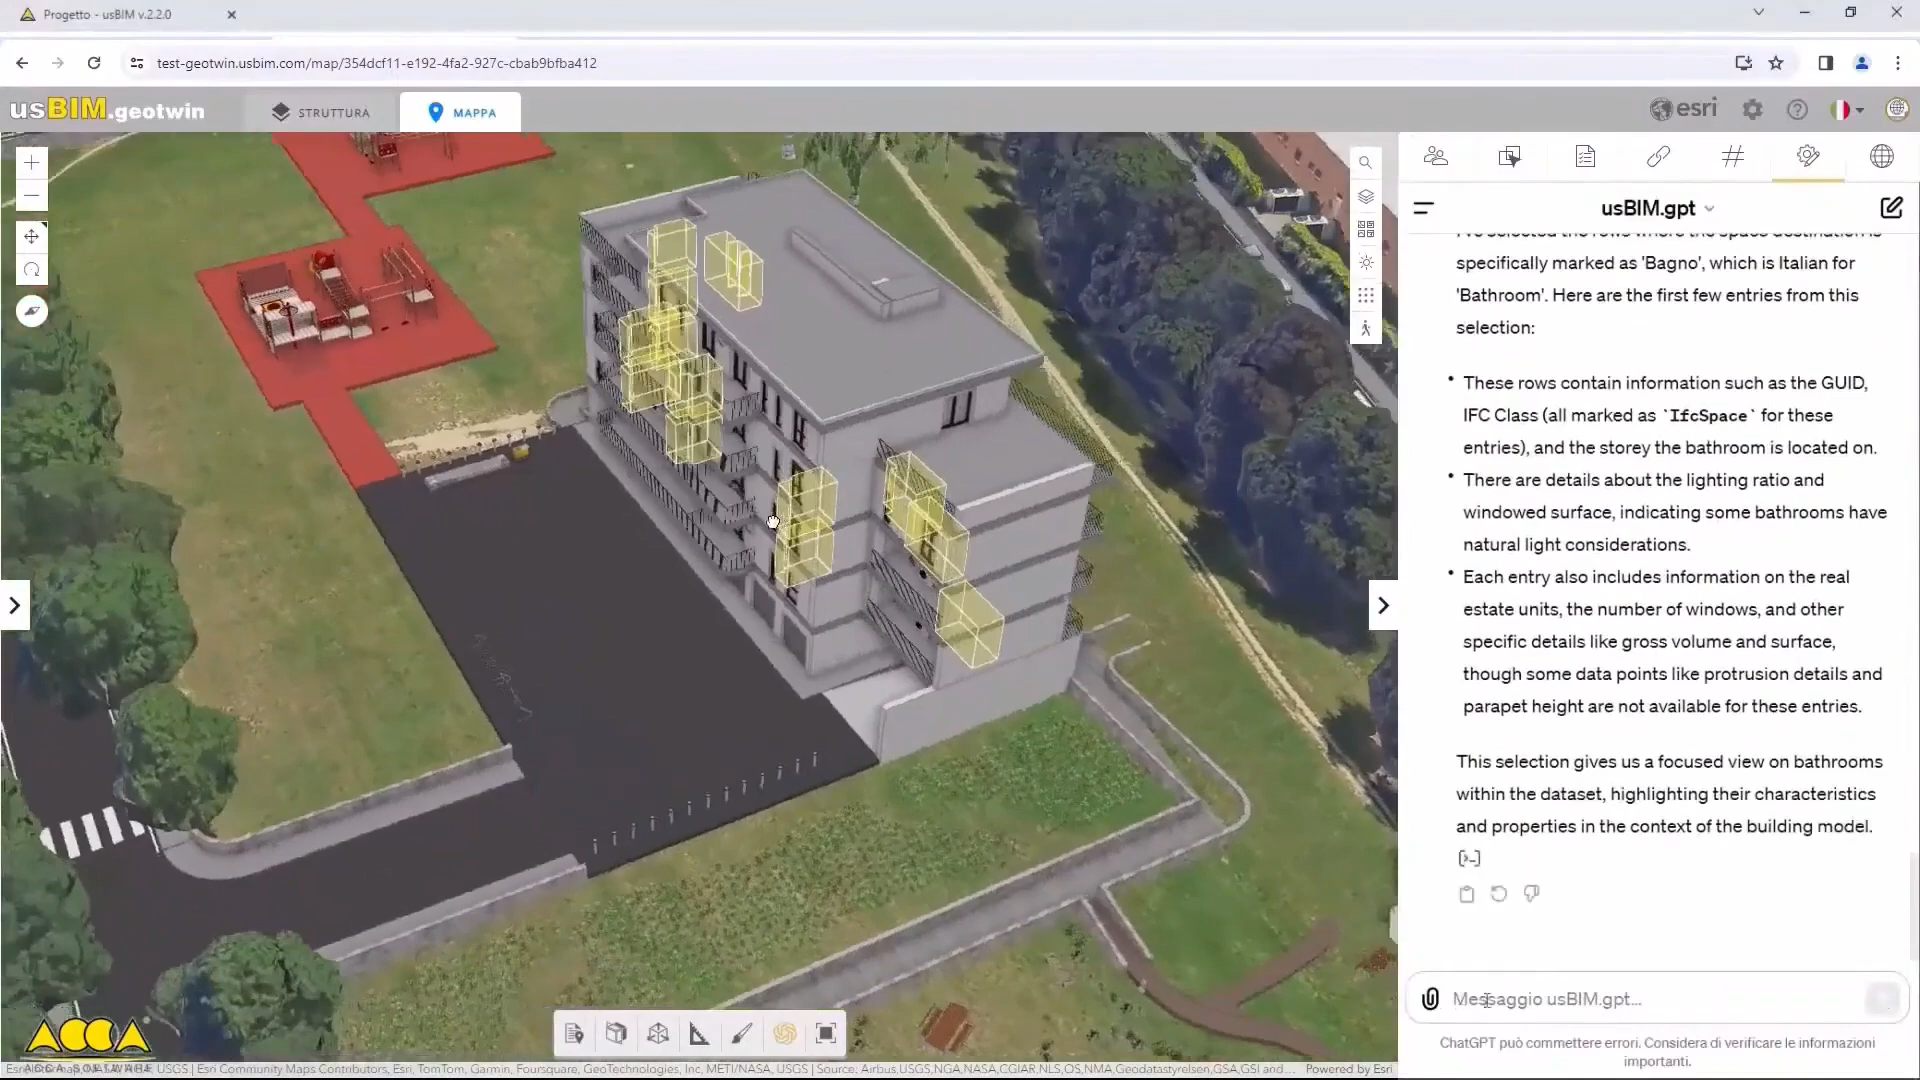 Progetto - usBIM v.2.2.0
test-geotwin.usbim.com/map/354dcf11-e192-4fa2-927c-cbab9bfba412
usBIM.geotwin
STRUTTURA
MAPPA
esri
usBIM.gpt
I've selected the rows where the space destination is
specifically marked as 'Bagno', which is Italian for
'Bathroom'. Here are the first few entries from this
selection:
• These rows contain information such as the GUID,
IFC Class (all marked as `IfcSpace` for these
entries), and the storey the bathroom is located on.
• There are details about the lighting ratio and
windowed surface, indicating some bathrooms have
natural light considerations.
• Each entry also includes information on the real
estate units, the number of windows, and other
specific details like gross volume and surface,
though some data points like protrusion details and
parapet height are not available for these entries.
This selection gives us a focused view on bathrooms
within the dataset, highlighting their characteristics
and properties in the context of the building model.
Messaggio usBIM.gpt...
ChatGPT può commettere errori. Considera di verificare le informazioni
importanti.
ACCA
USGS | Esri Community Maps Contributors, Esri, TomTom, Garmin, Foursquare, GeoTechnologies, Inc, METI/NASA, USGS | Source: Airbus,USGS,NGA,NASA,CGIAR,NLS,OS,NMA,Geodatastyrelsen,GSA,GSI and...
Powered by Esri